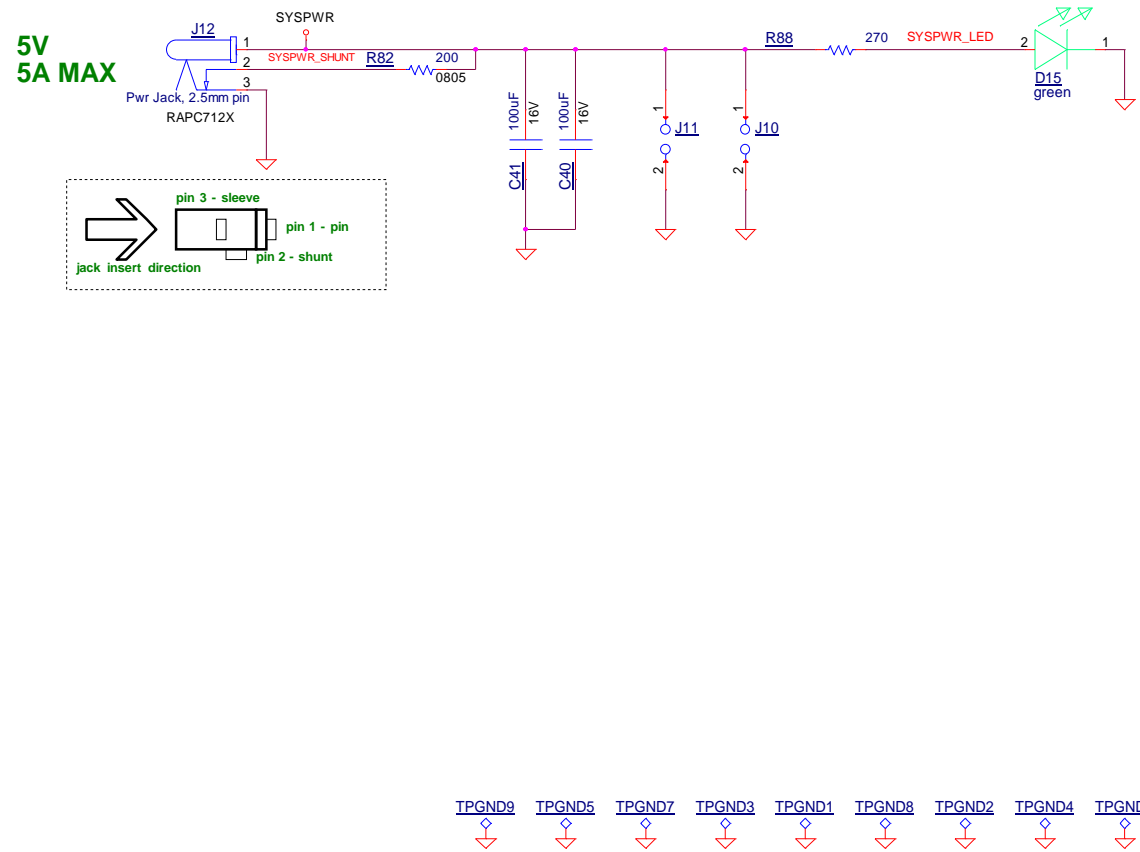 SYSPWR
J12
5V
5A MAX
1
SYSPWR_SHUNT
R82
200
0805
2
3
Pwr Jack, 2.5mm pin
RAPC712X
R88
270
SYSPWR_LED
2
1
D15
green
100uF
16V
C41
100uF
16V
C40
1
J11
2
1
J10
2
pin 3 - sleeve
pin 1 - pin
pin 2 - shunt
jack insert direction
TPGND9 TPGND5 TPGND7 TPGND3 TPGND1 TPGND8 TPGND2 TPGND4 TPGND